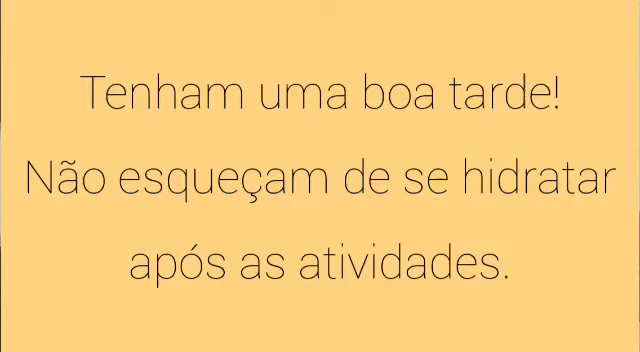 Tenham uma boa tarde!
Não esqueçam de se hidratar
após as atividades.